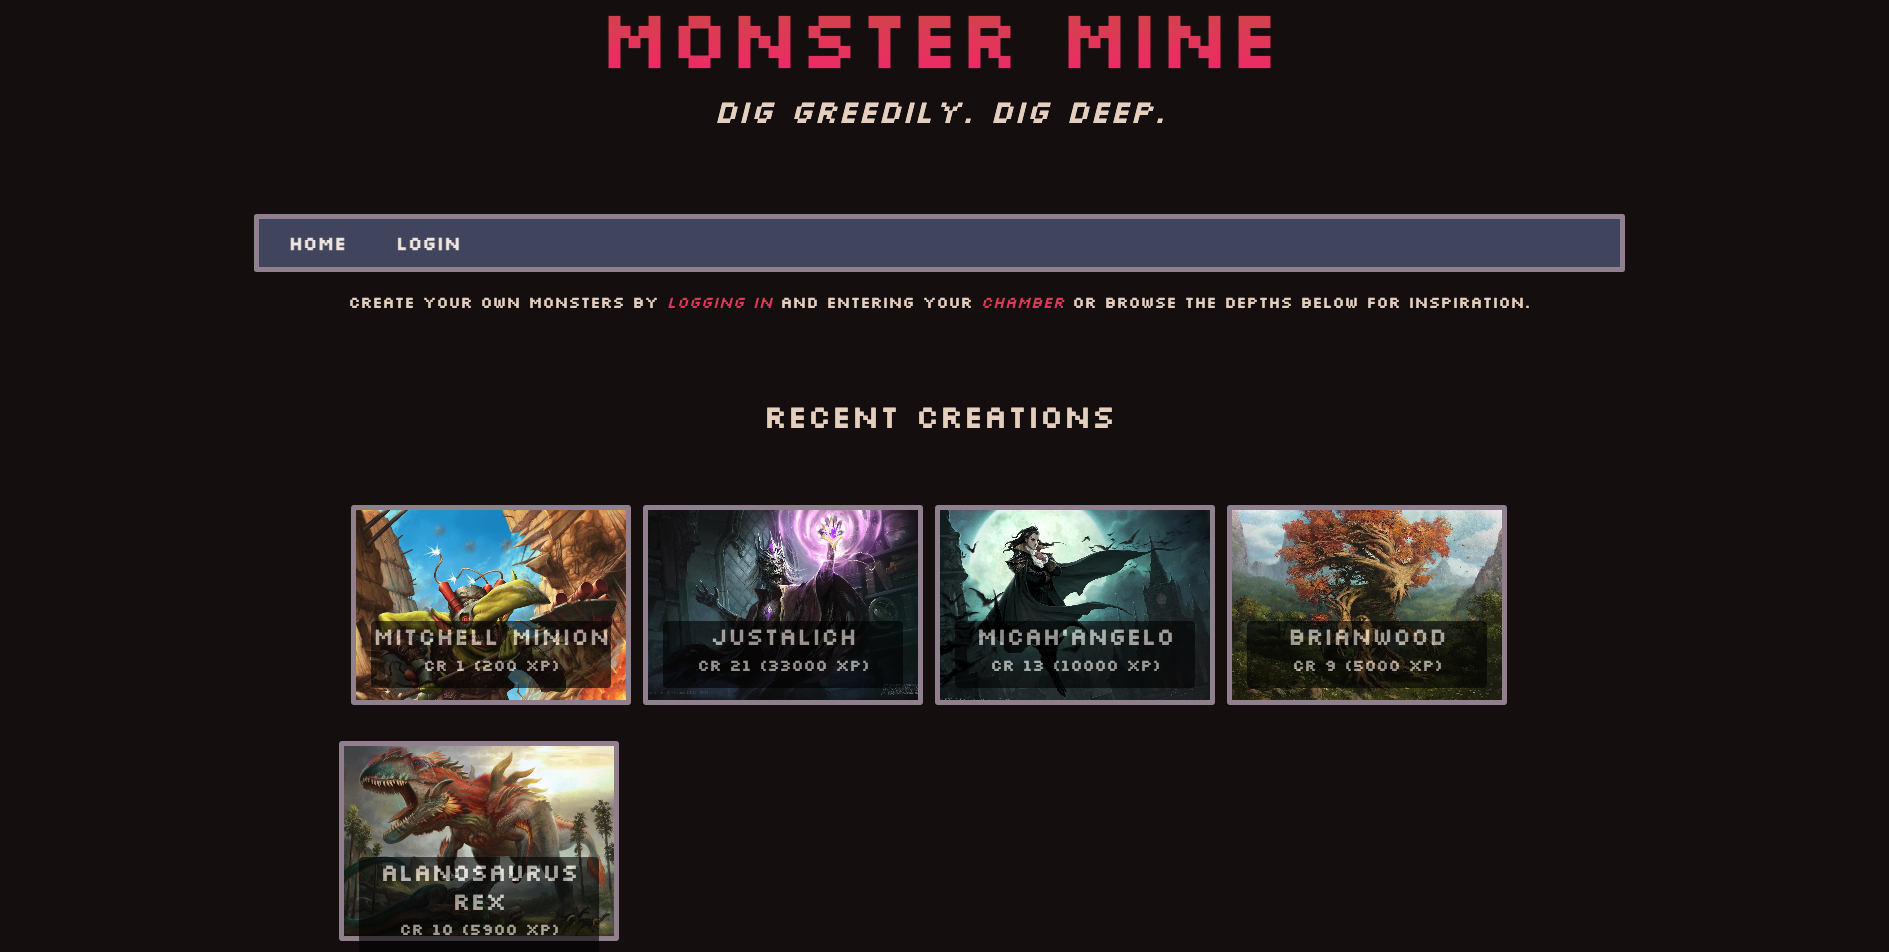 MONSTER MINE
DIG GREEDILY. DIG DEEP.
HOME LOGIN
CREATE YOUR OWN MONSTERS BY LOGGING IN AND ENTERING YOUR CHAMBER OR BROWSE THE DEPTHS BELOW FOR INSPIRATION.
RECENT CREATIONS
MITCHELL MINION
CR 1 (200 XP)
JUSTALICH
CR 21 (33000 XP)
MICAH'ANGELO
CR 13 (10000 XP)
BRIANWOOD
CR 9 (5000 XP)
ALANOSAURUS
REX
CR 10 (5900 XP)